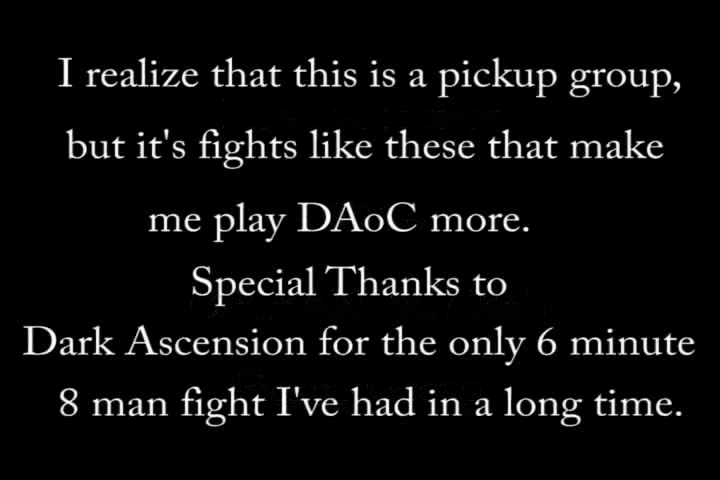 I realize that this is a pickup group,
but it's fights like these that make
me play DAoC more.
Special Thanks to
Dark Ascension for the only 6 minute
8 man fight I've had in a long time.